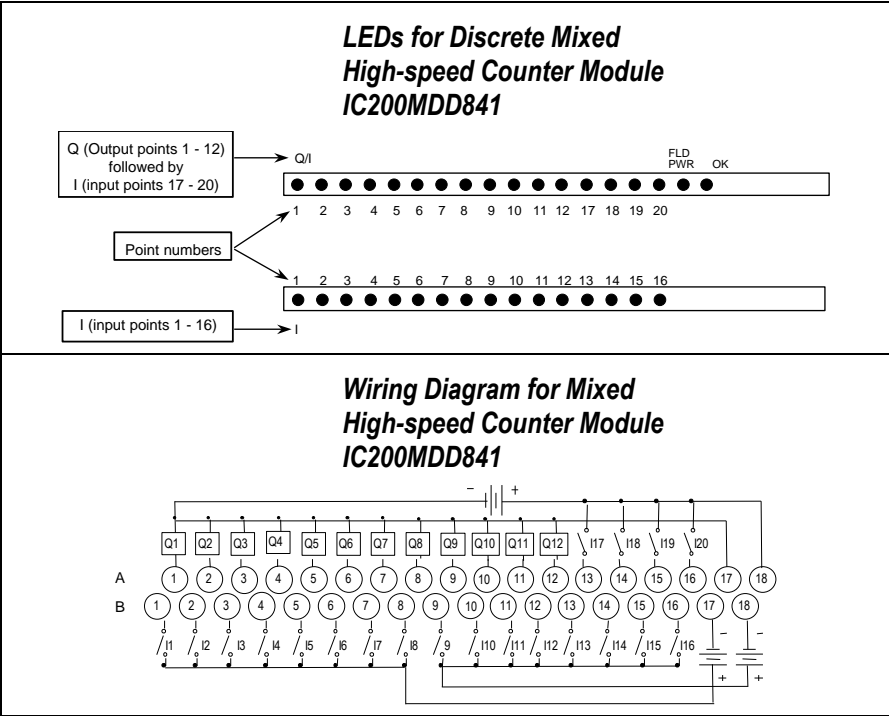 LEDs for Discrete Mixed
High-speed Counter Module
IC200MDD841
Q (Output points 1 - 12)
followed by
I (input points 17 - 20)
Q/I
FLD
PWR
OK
1 2 3 4 5 6 7 8 9 10 11 12 17 18 19 20
Point numbers
1 2 3 4 5 6 7 8 9 10 11 12 13 14 15 16
I (input points 1 - 16)
I
Wiring Diagram for Mixed
High-speed Counter Module
IC200MDD841
− +
Q1 Q2 Q3 Q4 Q5 Q6 Q7 Q8 Q9 Q10 Q11 Q12 I17 I18 I19 I20
A 1 2 3 4 5 6 7 8 9 10 11 12 13 14 15 16 17 18
B 1 2 3 4 5 6 7 8 9 10 11 12 13 14 15 16 17 18
I1 I2 I3 I4 I5 I6 I7 I8 9 I10 I11 I12 I13 I14 I15 I16 − −
+ +